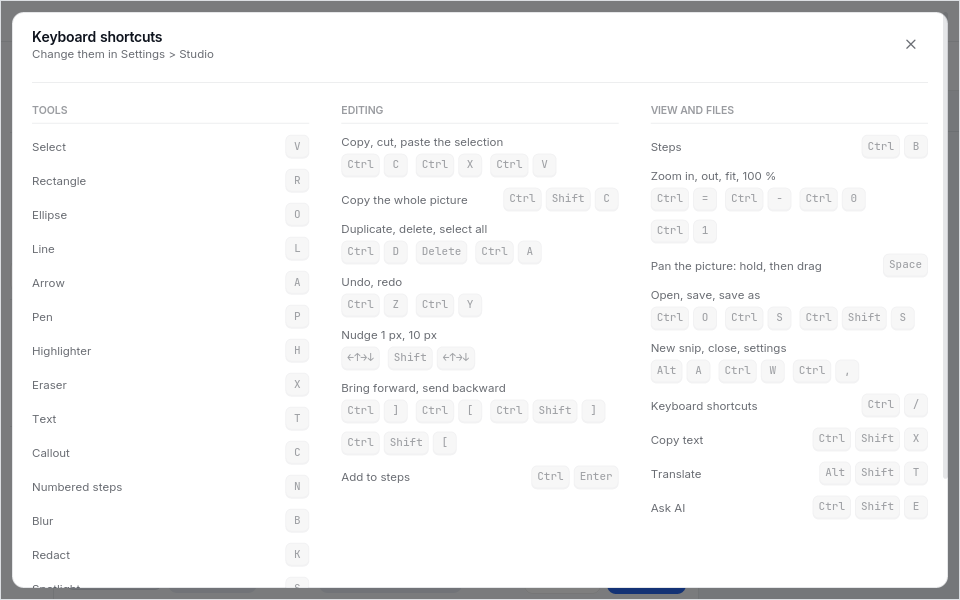 Keyboard shortcuts
Change them in Settings > Studio
TOOLS
Select V
Rectangle R
Ellipse O
Line L
Arrow A
Pen P
Highlighter H
Eraser X
Text T
Callout C
Numbered steps N
Blur B
Redact K
Spotlight S
EDITING
Copy, cut, paste the selection
Ctrl C Ctrl X Ctrl V
Copy the whole picture Ctrl Shift C
Duplicate, delete, select all
Ctrl D Delete Ctrl A
Undo, redo
Ctrl Z Ctrl Y
Nudge 1 px, 10 px
←↑→↓ Shift ←↑→↓
Bring forward, send backward
Ctrl ] Ctrl [ Ctrl Shift ]
Ctrl Shift [
Add to steps Ctrl Enter
VIEW AND FILES
Steps Ctrl B
Zoom in, out, fit, 100 %
Ctrl = Ctrl - Ctrl 0
Ctrl 1
Pan the picture: hold, then drag Space
Open, save, save as
Ctrl O Ctrl S Ctrl Shift S
New snip, close, settings
Alt A Ctrl W Ctrl ,
Keyboard shortcuts Ctrl /
Copy text Ctrl Shift X
Translate Alt Shift T
Ask AI Ctrl Shift E